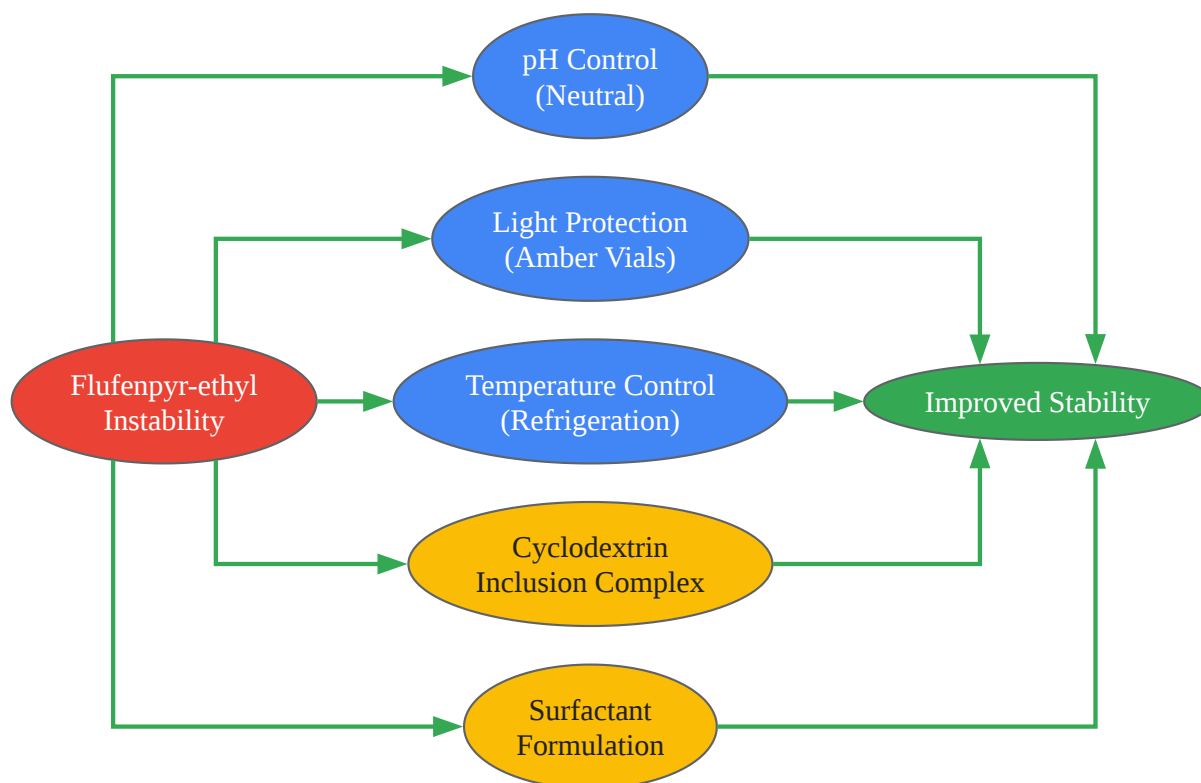 pH Control
(Neutral)
Light Protection
(Amber Vials)
Flufenpyr-ethyl
Instability
Temperature Control
(Refrigeration)
Improved Stability
Cyclodextrin
Inclusion Complex
Surfactant
Formulation